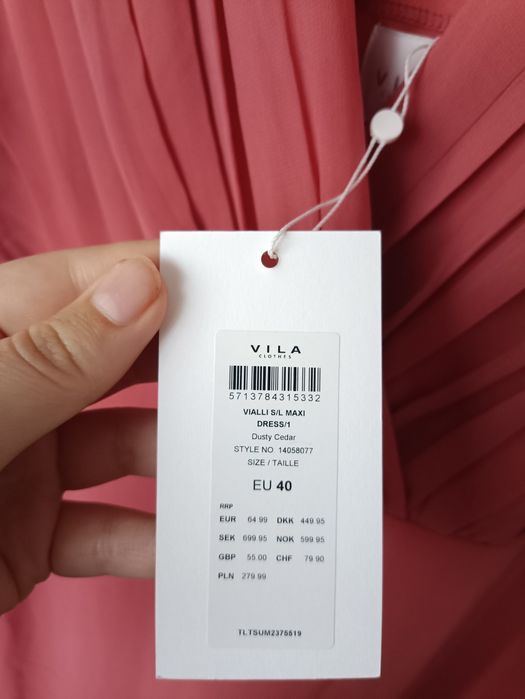 VILA
CLOTHES
5713784315332
VIALLI S/L MAXI
DRESS/1
Dusty Cedar
STYLE NO 14058077
SIZE / TAILLE
EU 40
RRP
EUR 64.99 DKK 449.95
SEK 699.95 NOK 599.95
GBP 55.00 CHF 79.90
PLN 279.99
TLTSUM2375519